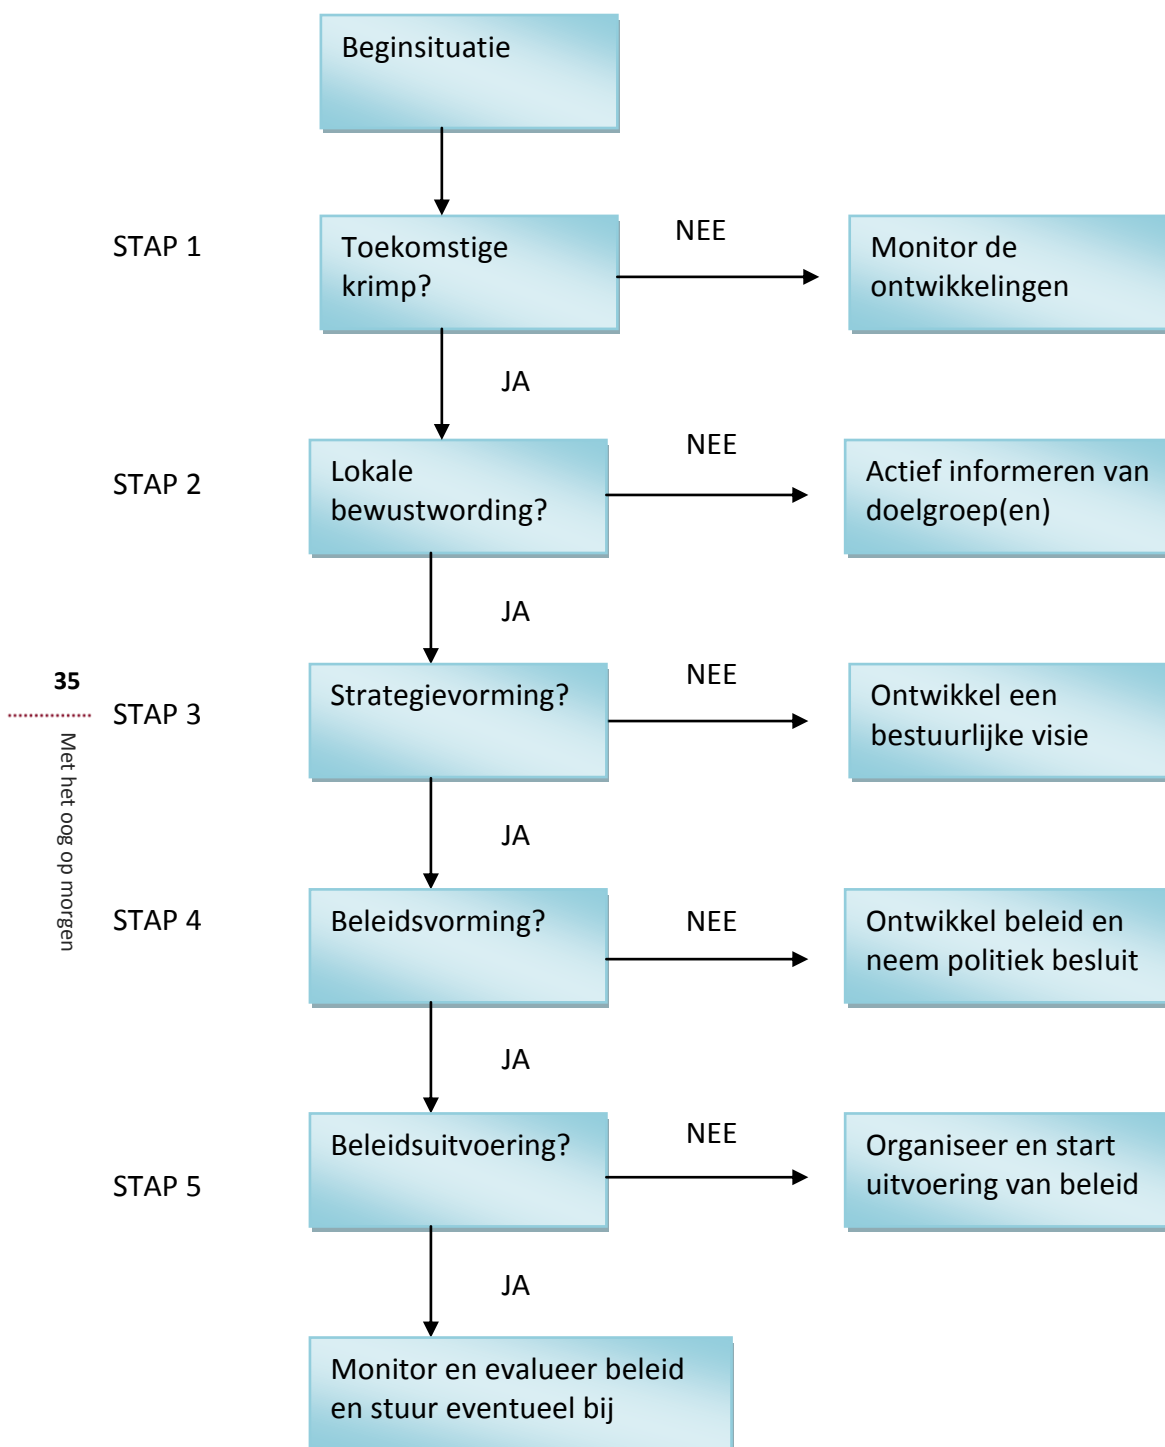 Beginsituatie
STAP 1
Toekomstige
krimp?
NEE
Monitor de
ontwikkelingen
JA
STAP 2
Lokale
bewustwording?
NEE
Actief informeren van
doelgroep(en)
JA
35
Met het oog op morgen
STAP 3
Strategievorming?
NEE
Ontwikkel een
bestuurlijke visie
JA
STAP 4
Beleidsvorming?
NEE
Ontwikkel beleid en
neem politiek besluit
JA
STAP 5
Beleidsuitvoering?
NEE
Organiseer en start
uitvoering van beleid
JA
Monitor en evalueer beleid
en stuur eventueel bij